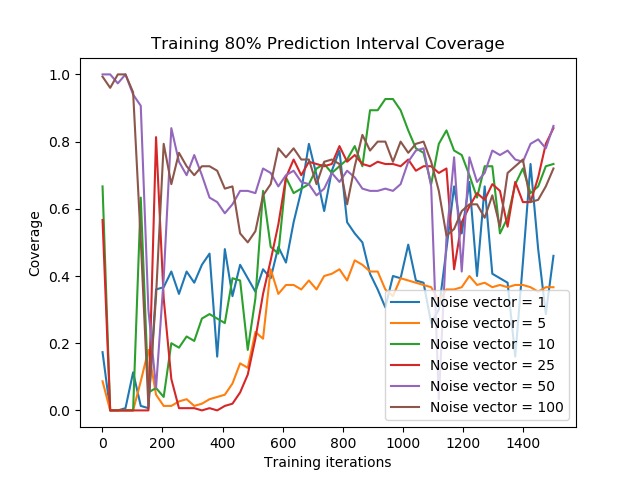 Training 80% Prediction Interval Coverage
1.0
0.8
0.6
0.4
0.2
0.0
Coverage
0 200 400 600 800 1000 1200 1400
Training iterations
Noise vector = 1
Noise vector = 5
Noise vector = 10
Noise vector = 25
Noise vector = 50
Noise vector = 100